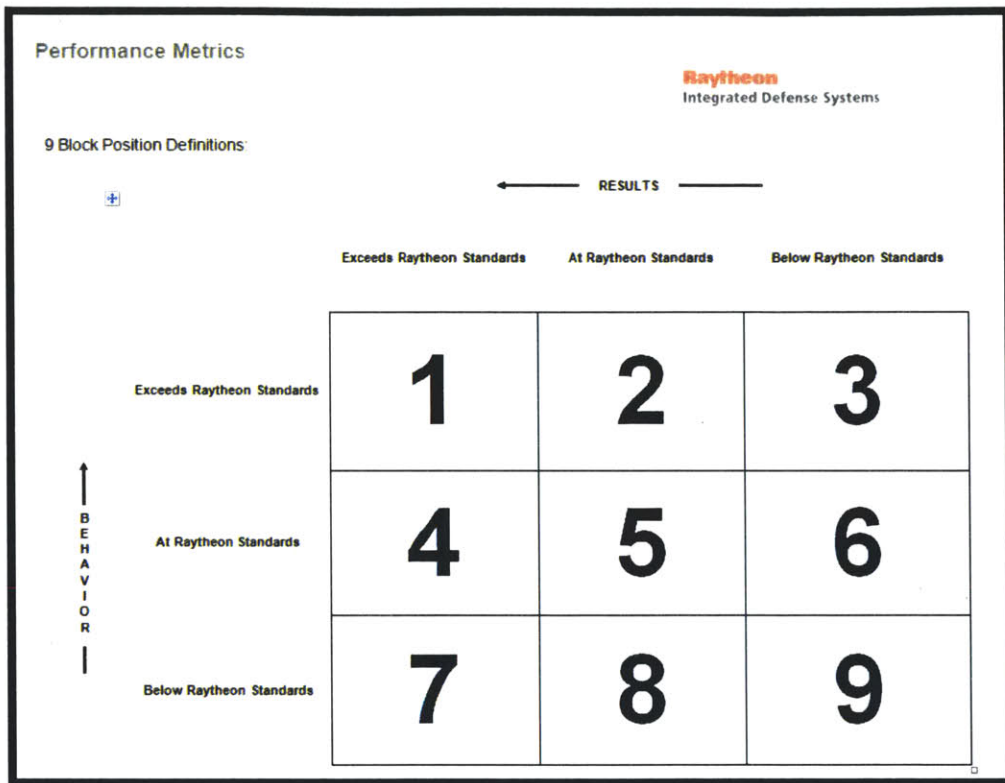 Performance Metrics
Raytheon
Integrated Defense Systems
9 Block Position Definitions:
RESULTS
Exceeds Raytheon Standards At Raytheon Standards Below Raytheon Standards
Exceeds Raytheon Standards 1 2 3
BEHAVIOR
At Raytheon Standards 4 5 6
Below Raytheon Standards 7 8 9